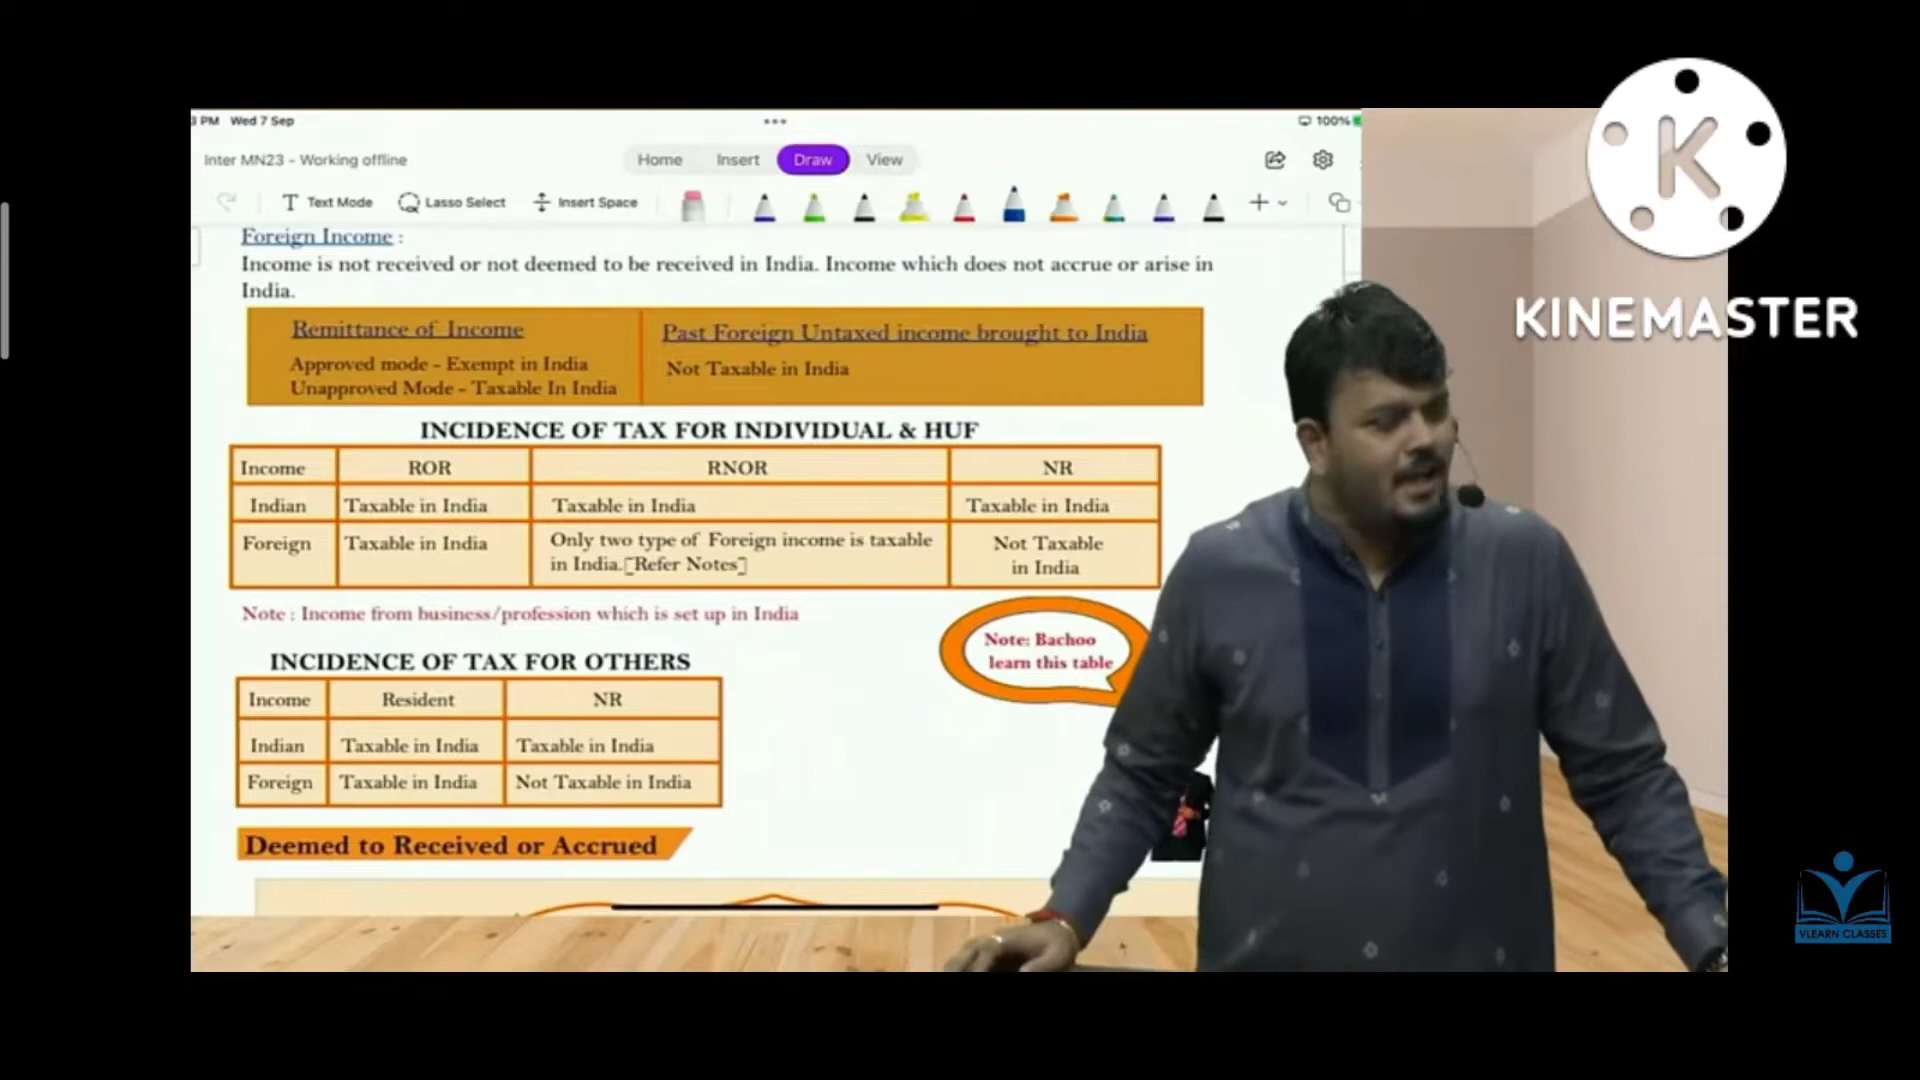 3 PM Wed 7 Sep
100%
Inter MN23 - Working offline
Home Insert Draw View
Text Mode Lasso Select Insert Space
Foreign Income :
Income is not received or not deemed to be received in India. Income which does not accrue or arise in
India.
Remittance of Income
Approved mode - Exempt in India
Unapproved Mode - Taxable In India
Past Foreign Untaxed income brought to India
Not Taxable in India
INCIDENCE OF TAX FOR INDIVIDUAL & HUF
Income ROR RNOR NR
Indian Taxable in India Taxable in India Taxable in India
Foreign Taxable in India Only two type of Foreign income is taxable
in India.[Refer Notes]
Not Taxable
in India
Note : Income from business/profession which is set up in India
Note: Bachoo
learn this table
INCIDENCE OF TAX FOR OTHERS
Income Resident NR
Indian Taxable in India Taxable in India
Foreign Taxable in India Not Taxable in India
Deemed to Received or Accrued
K
KINEMASTER
VLEARN CLASSES